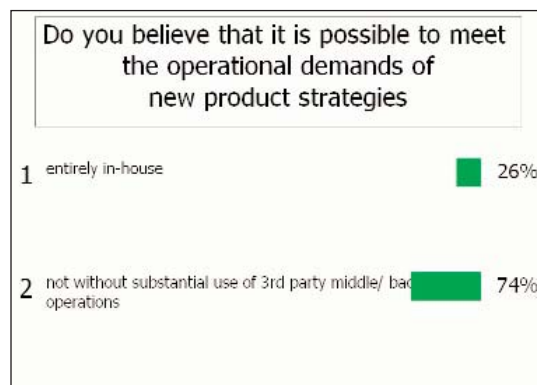 Do you believe that it is possible to meet
the operational demands of
new product strategies
1 entirely in-house 26%
2 not without substantial use of 3rd party middle/ 74%
operations